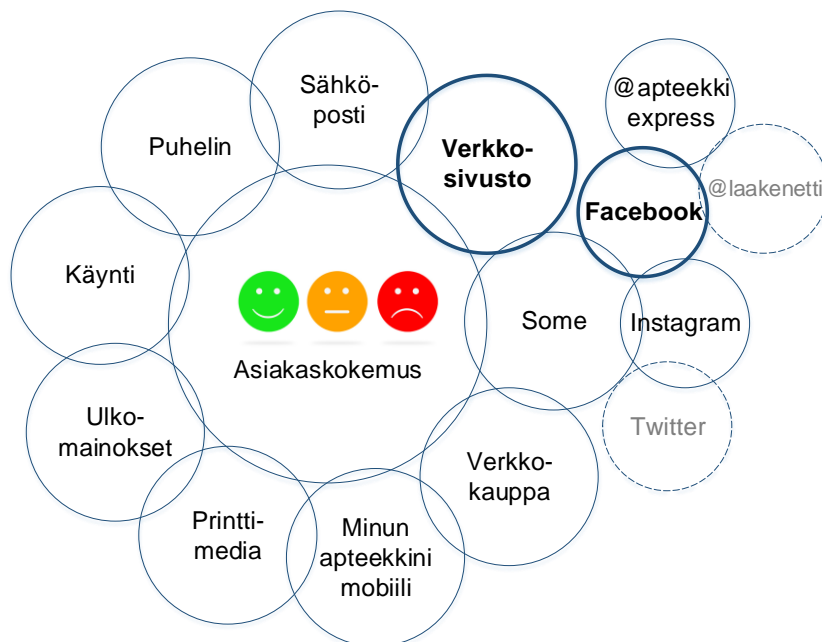 Sähkö-
posti
Puhelin
Verkko-
sivusto
@apteekki
express
@laakenetti
Facebook
Käynti
Some
Instagram
Asiakaskokemus
Ulko-
mainokset
Twitter
Verkko-
kauppa
Printti-
media
Minun
apteekkini
mobiili